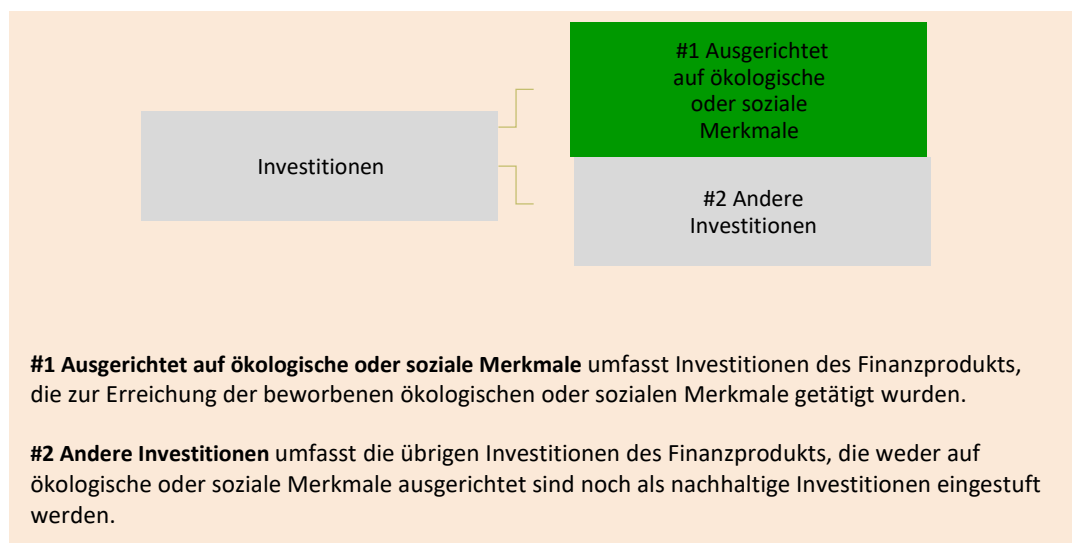 #1 Ausgerichtet
auf ökologische
oder soziale
Merkmale
Investitionen
#2 Andere
Investitionen
#1 Ausgerichtet auf ökologische oder soziale Merkmale umfasst Investitionen des Finanzprodukts,
die zur Erreichung der beworbenen ökologischen oder sozialen Merkmale getätigt wurden.
#2 Andere Investitionen umfasst die übrigen Investitionen des Finanzprodukts, die weder auf
ökologische oder soziale Merkmale ausgerichtet sind noch als nachhaltige Investitionen eingestuft
werden.